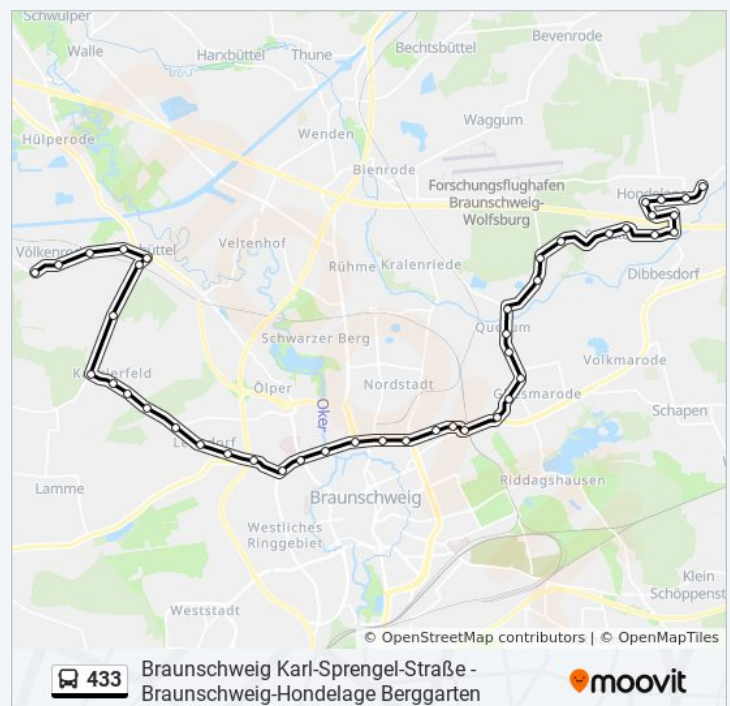 Schwülper
Walle
Harxbüttel
Thune
Bechtsbüttel
Bevenrode
Hülperode
Wenden
Waggum
Bienrode
Forschungsflughafen
Braunschweig-
Wolfsburg
Veltenhof
Rühme
Kralenriede
Dibbesdorf
Schwarzer Berg
Volkmarode
Ölper
Nordstadt
Oker
Schapen
Lamme
Riddagshausen
Braunschweig
Westliches
Ringgebiet
Klein
Schöppenst
Weststadt
© OpenStreetMap contributors | © OpenMapTiles
433
Braunschweig Karl-Sprengel-Straße -
Braunschweig-Hondelage Berggarten
moovit